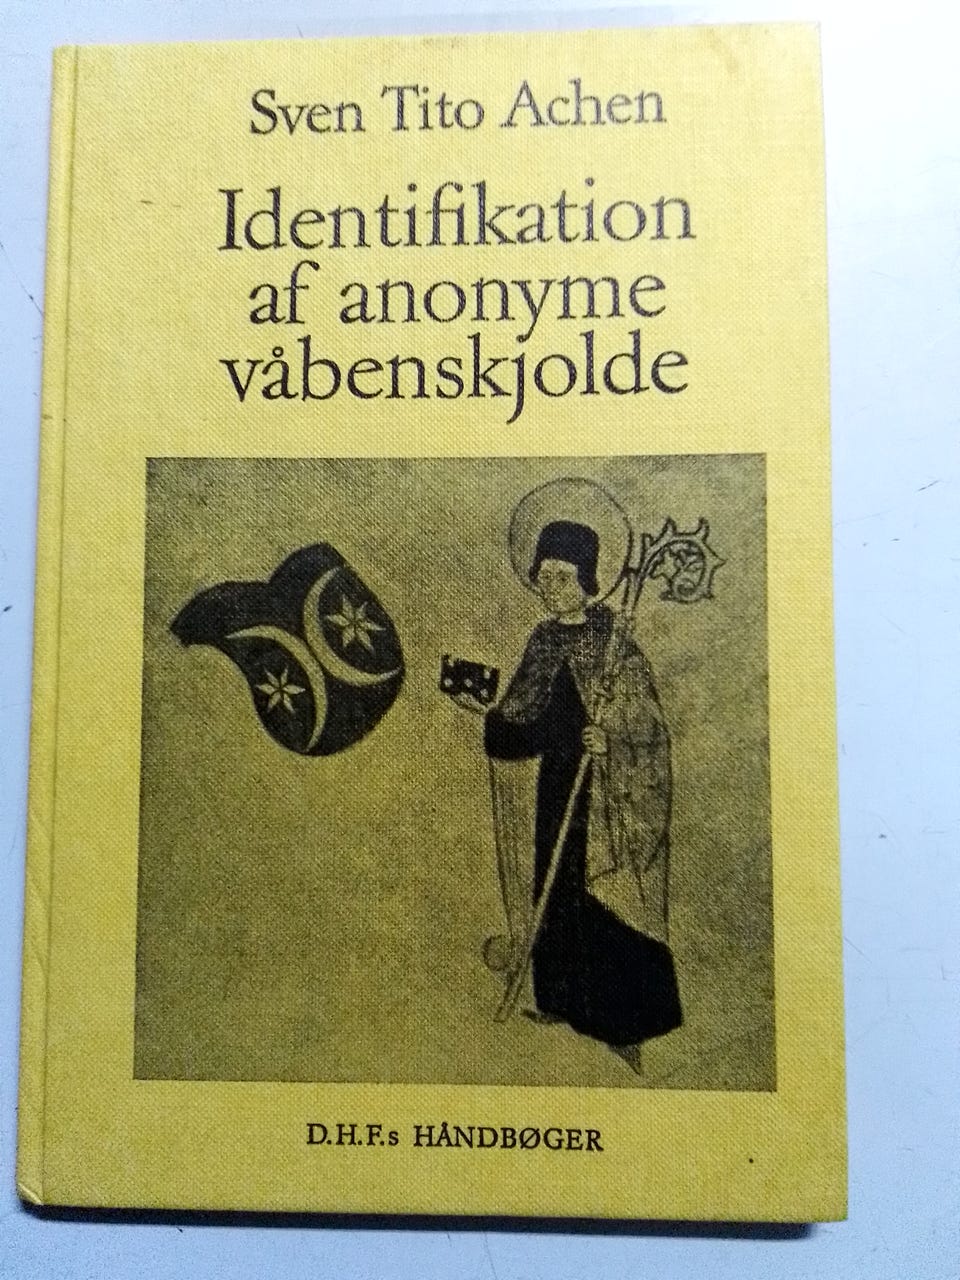 Sven Tito Achen
Identifikation
af anonyme
våbenskjolde
D.H.F.s HÅNDBØGER